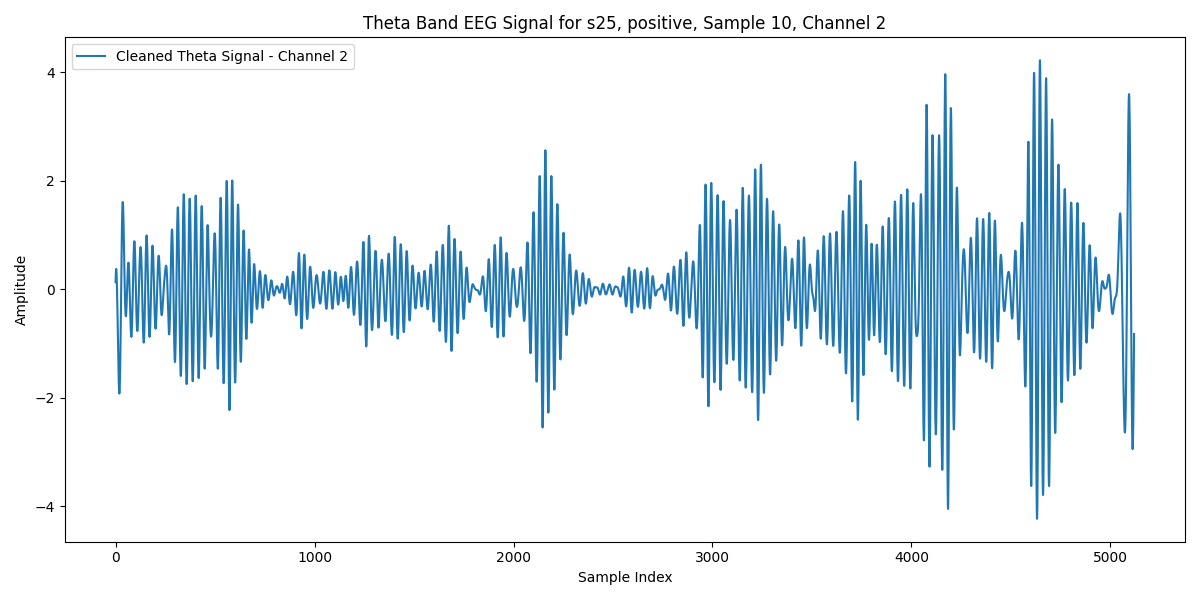 Theta Band EEG Signal for s25, positive, Sample 10, Channel 2
Cleaned Theta Signal - Channel 2
Amplitude
4
2
0
−2
−4
0 1000 2000 3000 4000 5000
Sample Index